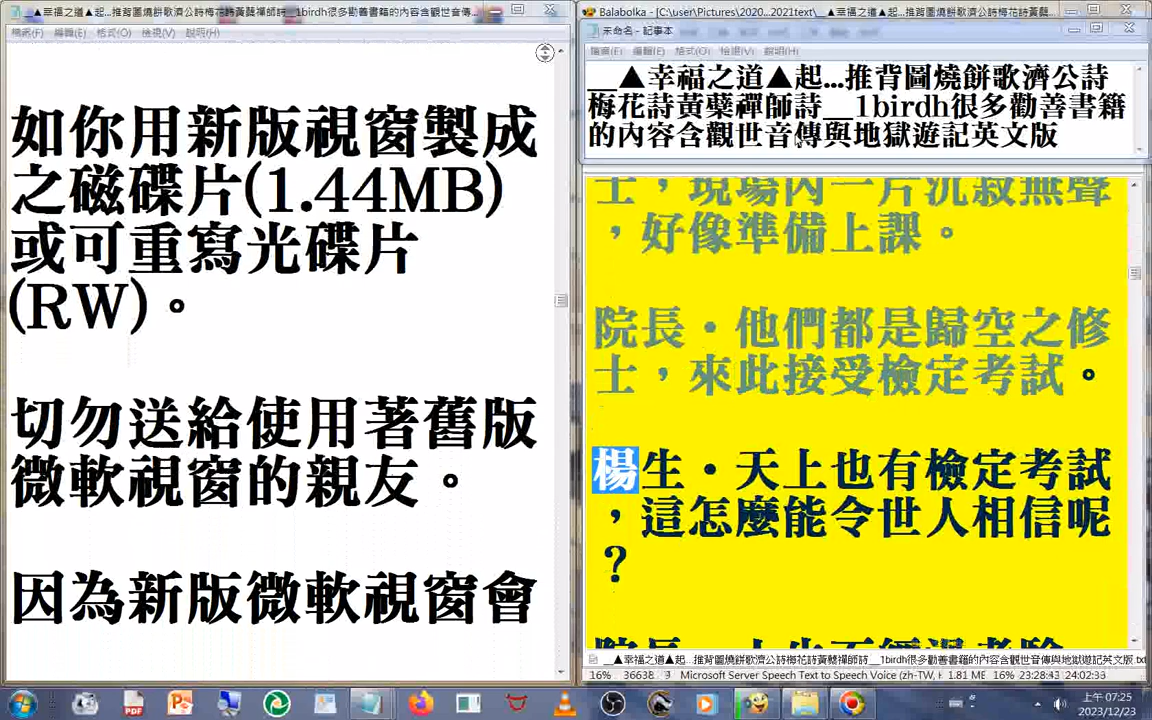 ▲幸福之道▲起...推背圖燒餅歌濟公詩梅花詩黃蘗禪師詩__1birdh很多勸善書籍的內容含觀世音傳...
檔案(F) 編輯(E) 格式(O) 檢視(V) 說明(H)
如你用新版視窗製成
之磁碟片(1.44MB)
或可重寫光碟片
(RW)。
切勿送給使用著舊版
微軟視窗的親友。
因為新版微軟視窗會
Balabolka - [C:\user\Pictures\2020...2021text\__▲幸福之道▲起...推背圖燒餅歌濟公詩梅花詩黃蘗...
未命名 - 記事本
檔案(F) 編輯(E) 格式(O) 檢視(V) 說明(H)
__▲幸福之道▲起...推背圖燒餅歌濟公詩
梅花詩黃蘗禪師詩__1birdh很多勸善書籍
的內容含觀世音傳與地獄遊記英文版
士，現場內一片沉寂無聲
，好像準備上課。
院長・他們都是歸空之修
士，來此接受檢定考試。
楊生・天上也有檢定考試
，這怎麼能令世人相信呢
？
__▲幸福之道▲起...推背圖燒餅歌濟公詩梅花詩黃蘗禪師詩__1birdh很多勸善書籍的內容含觀世音傳與地獄遊記英文版.txt
16% 36638 Microsoft Server Speech Text to Speech Voice (zh-TW, H 1.81 ME 16% 23:28:43 24:02:33
上午 07:25
2023/12/23